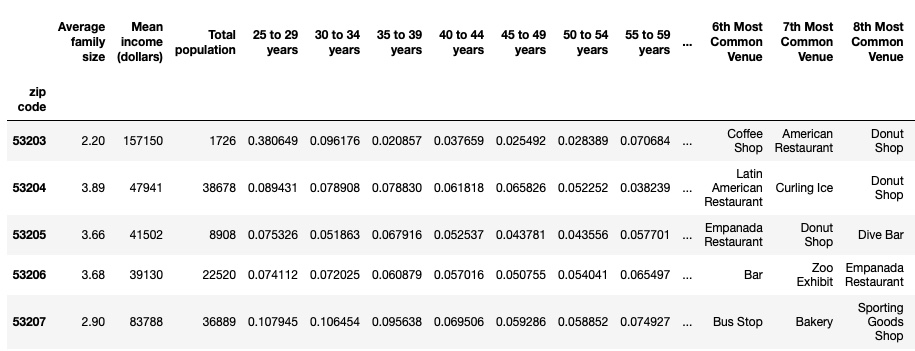 Average family size Mean income (dollars) Total population 25 to 29 years 30 to 34 years 35 to 39 years 40 to 44 years 45 to 49 years 50 to 54 years 55 to 59 years ... 6th Most Common Venue 7th Most Common Venue 8th Most Common Venue
zip code
53203 2.20 157150 1726 0.380649 0.096176 0.020857 0.037659 0.025492 0.028389 0.070684 ... Coffee Shop American Restaurant Donut Shop
53204 3.89 47941 38678 0.089431 0.078908 0.078830 0.061818 0.065826 0.052252 0.038239 ... Latin American Restaurant Curling Ice Donut Shop
53205 3.66 41502 8908 0.075326 0.051863 0.067916 0.052537 0.043781 0.043556 0.057701 ... Empanada Restaurant Donut Shop Dive Bar
53206 3.68 39130 22520 0.074112 0.072025 0.060879 0.057016 0.050755 0.054041 0.065497 ... Bar Zoo Exhibit Empanada Restaurant
53207 2.90 83788 36889 0.107945 0.106454 0.095638 0.069506 0.059286 0.058852 0.074927 ... Bus Stop Bakery Sporting Goods Shop